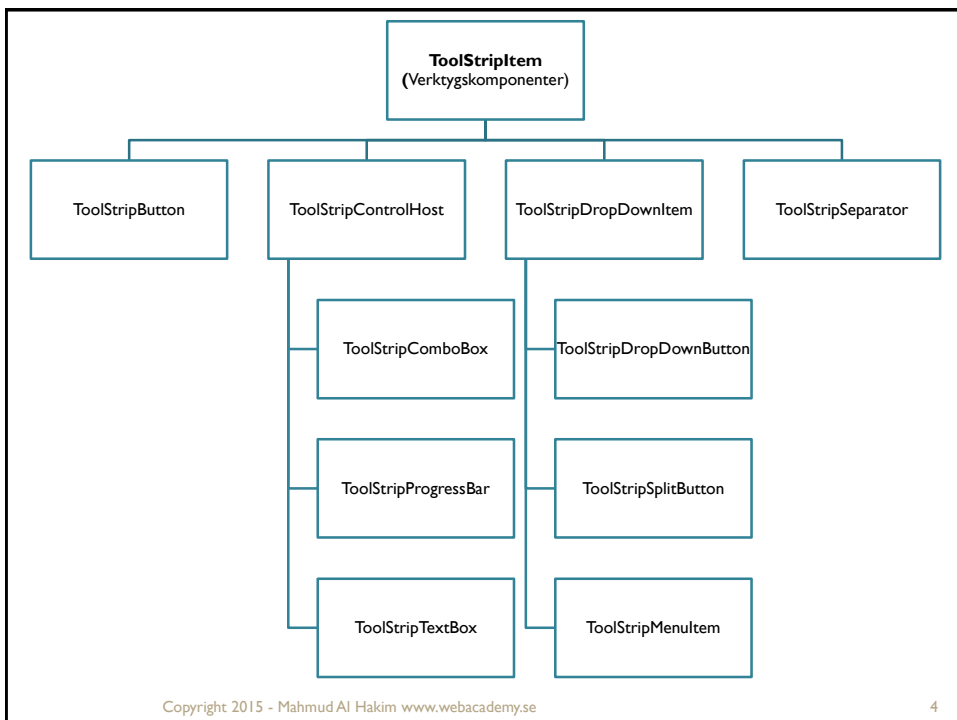 ToolStripItem
(Verktygskomponenter)
ToolStripButton
ToolStripControlHost
ToolStripDropDownItem
ToolStripSeparator
ToolStripComboBox
ToolStripDropDownButton
ToolStripProgressBar
ToolStripSplitButton
ToolStripTextBox
ToolStripMenuItem
Copyright 2015 - Mahmud Al Hakim www.webacademy.se
4